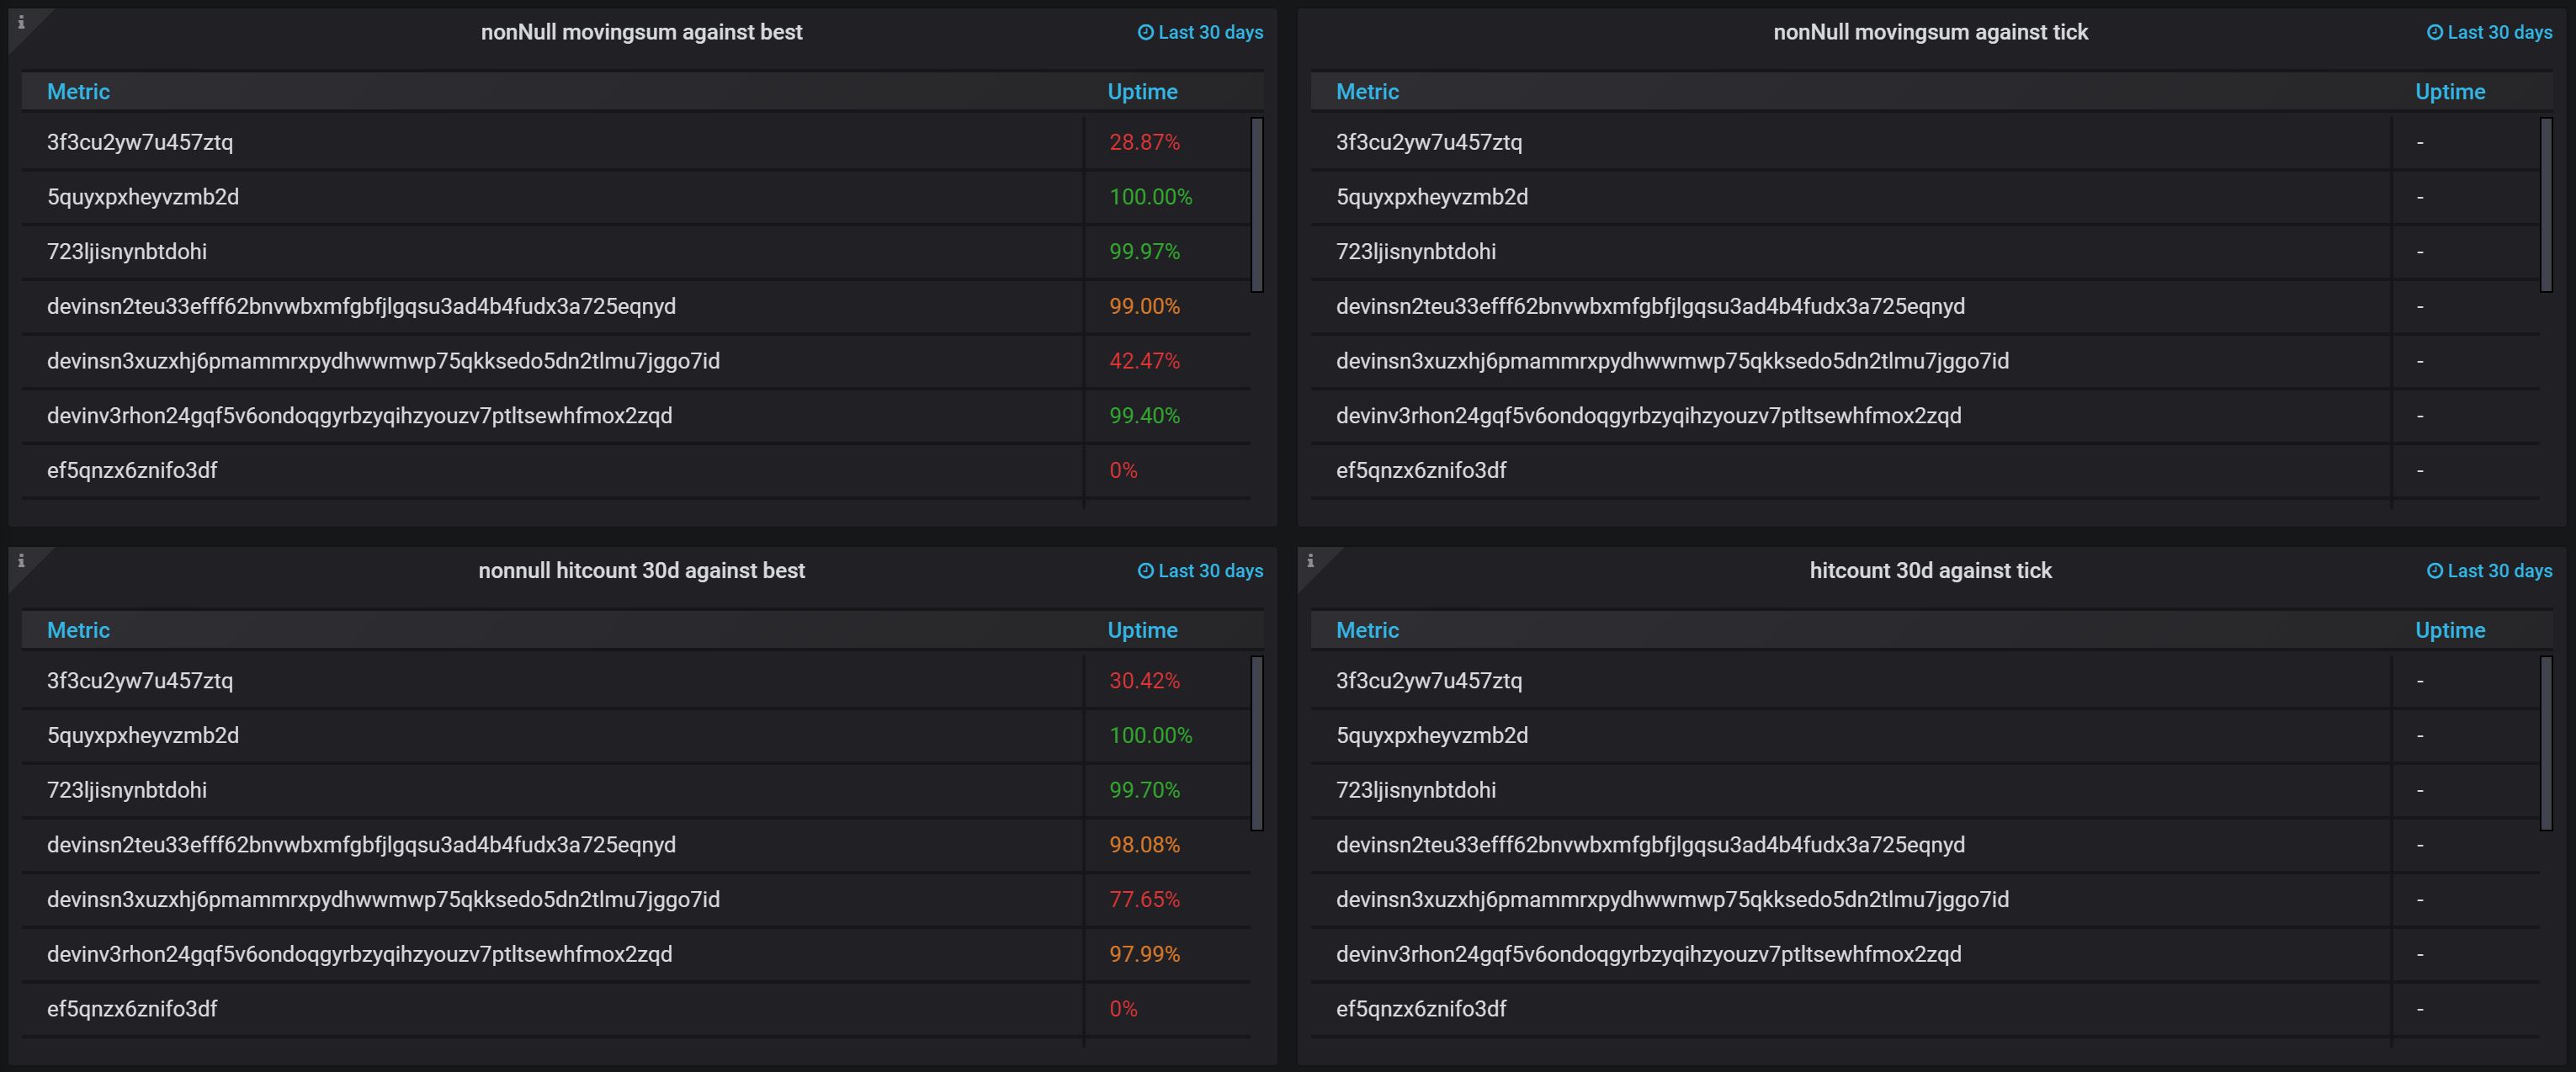 nonNull movingsum against best
Last 30 days
Metric Uptime
3f3cu2yw7u457ztq 28.87%
5quyxpxheyvzmb2d 100.00%
723ljisnynbtdohi 99.97%
devinsn2teu33efff62bnvwbxmfgbfjlgqsu3ad4b4fudx3a725eqnyd 99.00%
devinsn3xuzxhj6pmammrxpydhwwmwp75qkksedo5dn2tlmu7jggo7id 42.47%
devinv3rhon24gqf5v6ondoqgyrbzyqihzyouzv7ptltsewhfmox2zqd 99.40%
ef5qnzx6znifo3df 0%
nonNull movingsum against tick
Last 30 days
Metric Uptime
3f3cu2yw7u457ztq -
5quyxpxheyvzmb2d -
723ljisnynbtdohi -
devinsn2teu33efff62bnvwbxmfgbfjlgqsu3ad4b4fudx3a725eqnyd -
devinsn3xuzxhj6pmammrxpydhwwmwp75qkksedo5dn2tlmu7jggo7id -
devinv3rhon24gqf5v6ondoqgyrbzyqihzyouzv7ptltsewhfmox2zqd -
ef5qnzx6znifo3df -
nonnull hitcount 30d against best
Last 30 days
Metric Uptime
3f3cu2yw7u457ztq 30.42%
5quyxpxheyvzmb2d 100.00%
723ljisnynbtdohi 99.70%
devinsn2teu33efff62bnvwbxmfgbfjlgqsu3ad4b4fudx3a725eqnyd 98.08%
devinsn3xuzxhj6pmammrxpydhwwmwp75qkksedo5dn2tlmu7jggo7id 77.65%
devinv3rhon24gqf5v6ondoqgyrbzyqihzyouzv7ptltsewhfmox2zqd 97.99%
ef5qnzx6znifo3df 0%
hitcount 30d against tick
Last 30 days
Metric Uptime
3f3cu2yw7u457ztq -
5quyxpxheyvzmb2d -
723ljisnynbtdohi -
devinsn2teu33efff62bnvwbxmfgbfjlgqsu3ad4b4fudx3a725eqnyd -
devinsn3xuzxhj6pmammrxpydhwwmwp75qkksedo5dn2tlmu7jggo7id -
devinv3rhon24gqf5v6ondoqgyrbzyqihzyouzv7ptltsewhfmox2zqd -
ef5qnzx6znifo3df -